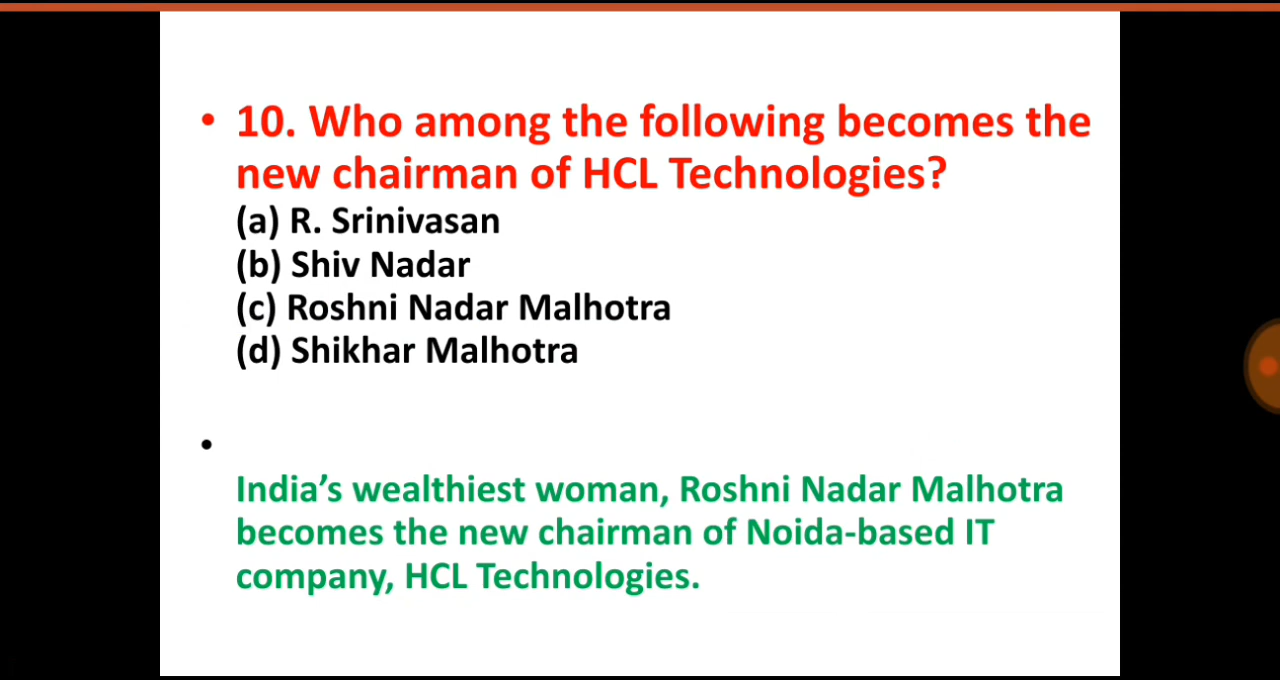 • 10. Who among the following becomes the
new chairman of HCL Technologies?
(a) R. Srinivasan
(b) Shiv Nadar
(c) Roshni Nadar Malhotra
(d) Shikhar Malhotra
•
India’s wealthiest woman, Roshni Nadar Malhotra
becomes the new chairman of Noida-based IT
company, HCL Technologies.